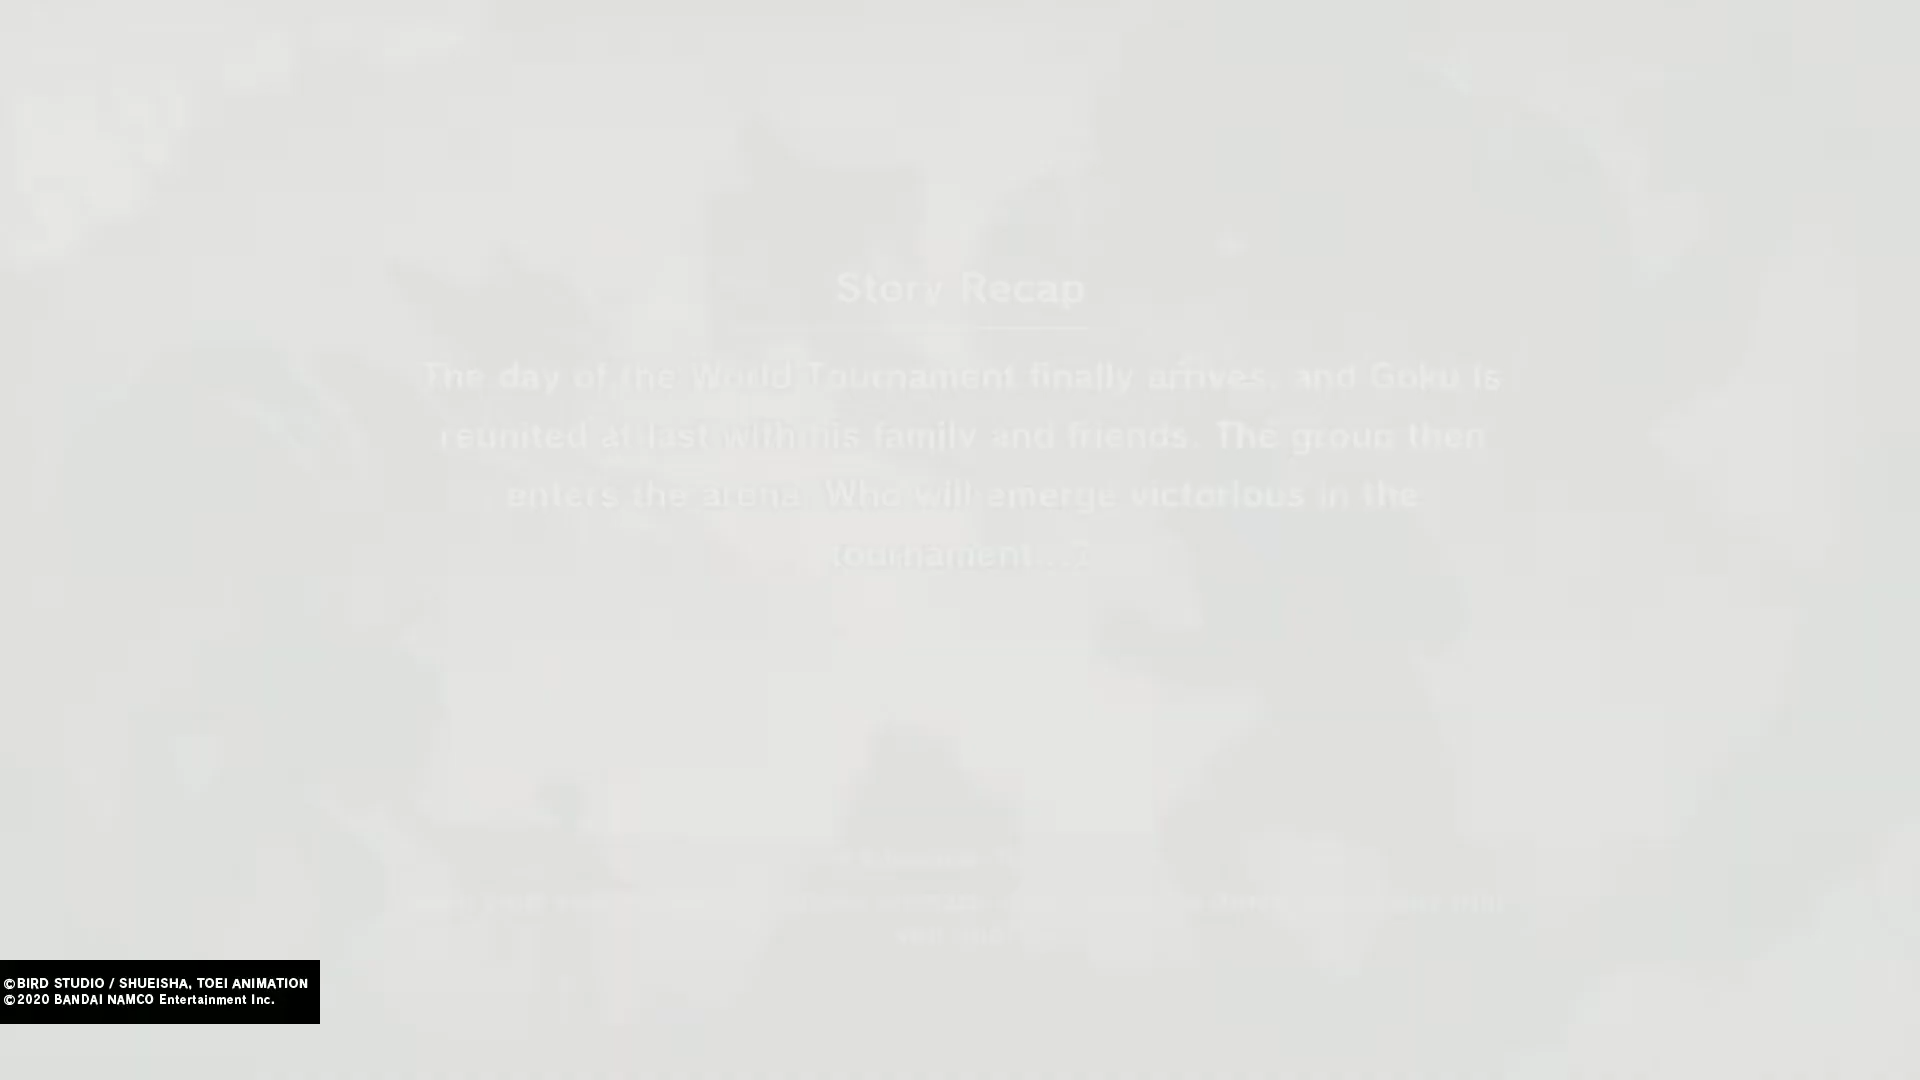 Story Recap
The day of the World Tournament finally arrives, and Goku is
reunited at last with his family and friends. The group then
enters the arena. Who will emerge victorious in the
tournament...?
©BIRD STUDIO / SHUEISHA, TOEI ANIMATION
©2020 BANDAI NAMCO Entertainment Inc.